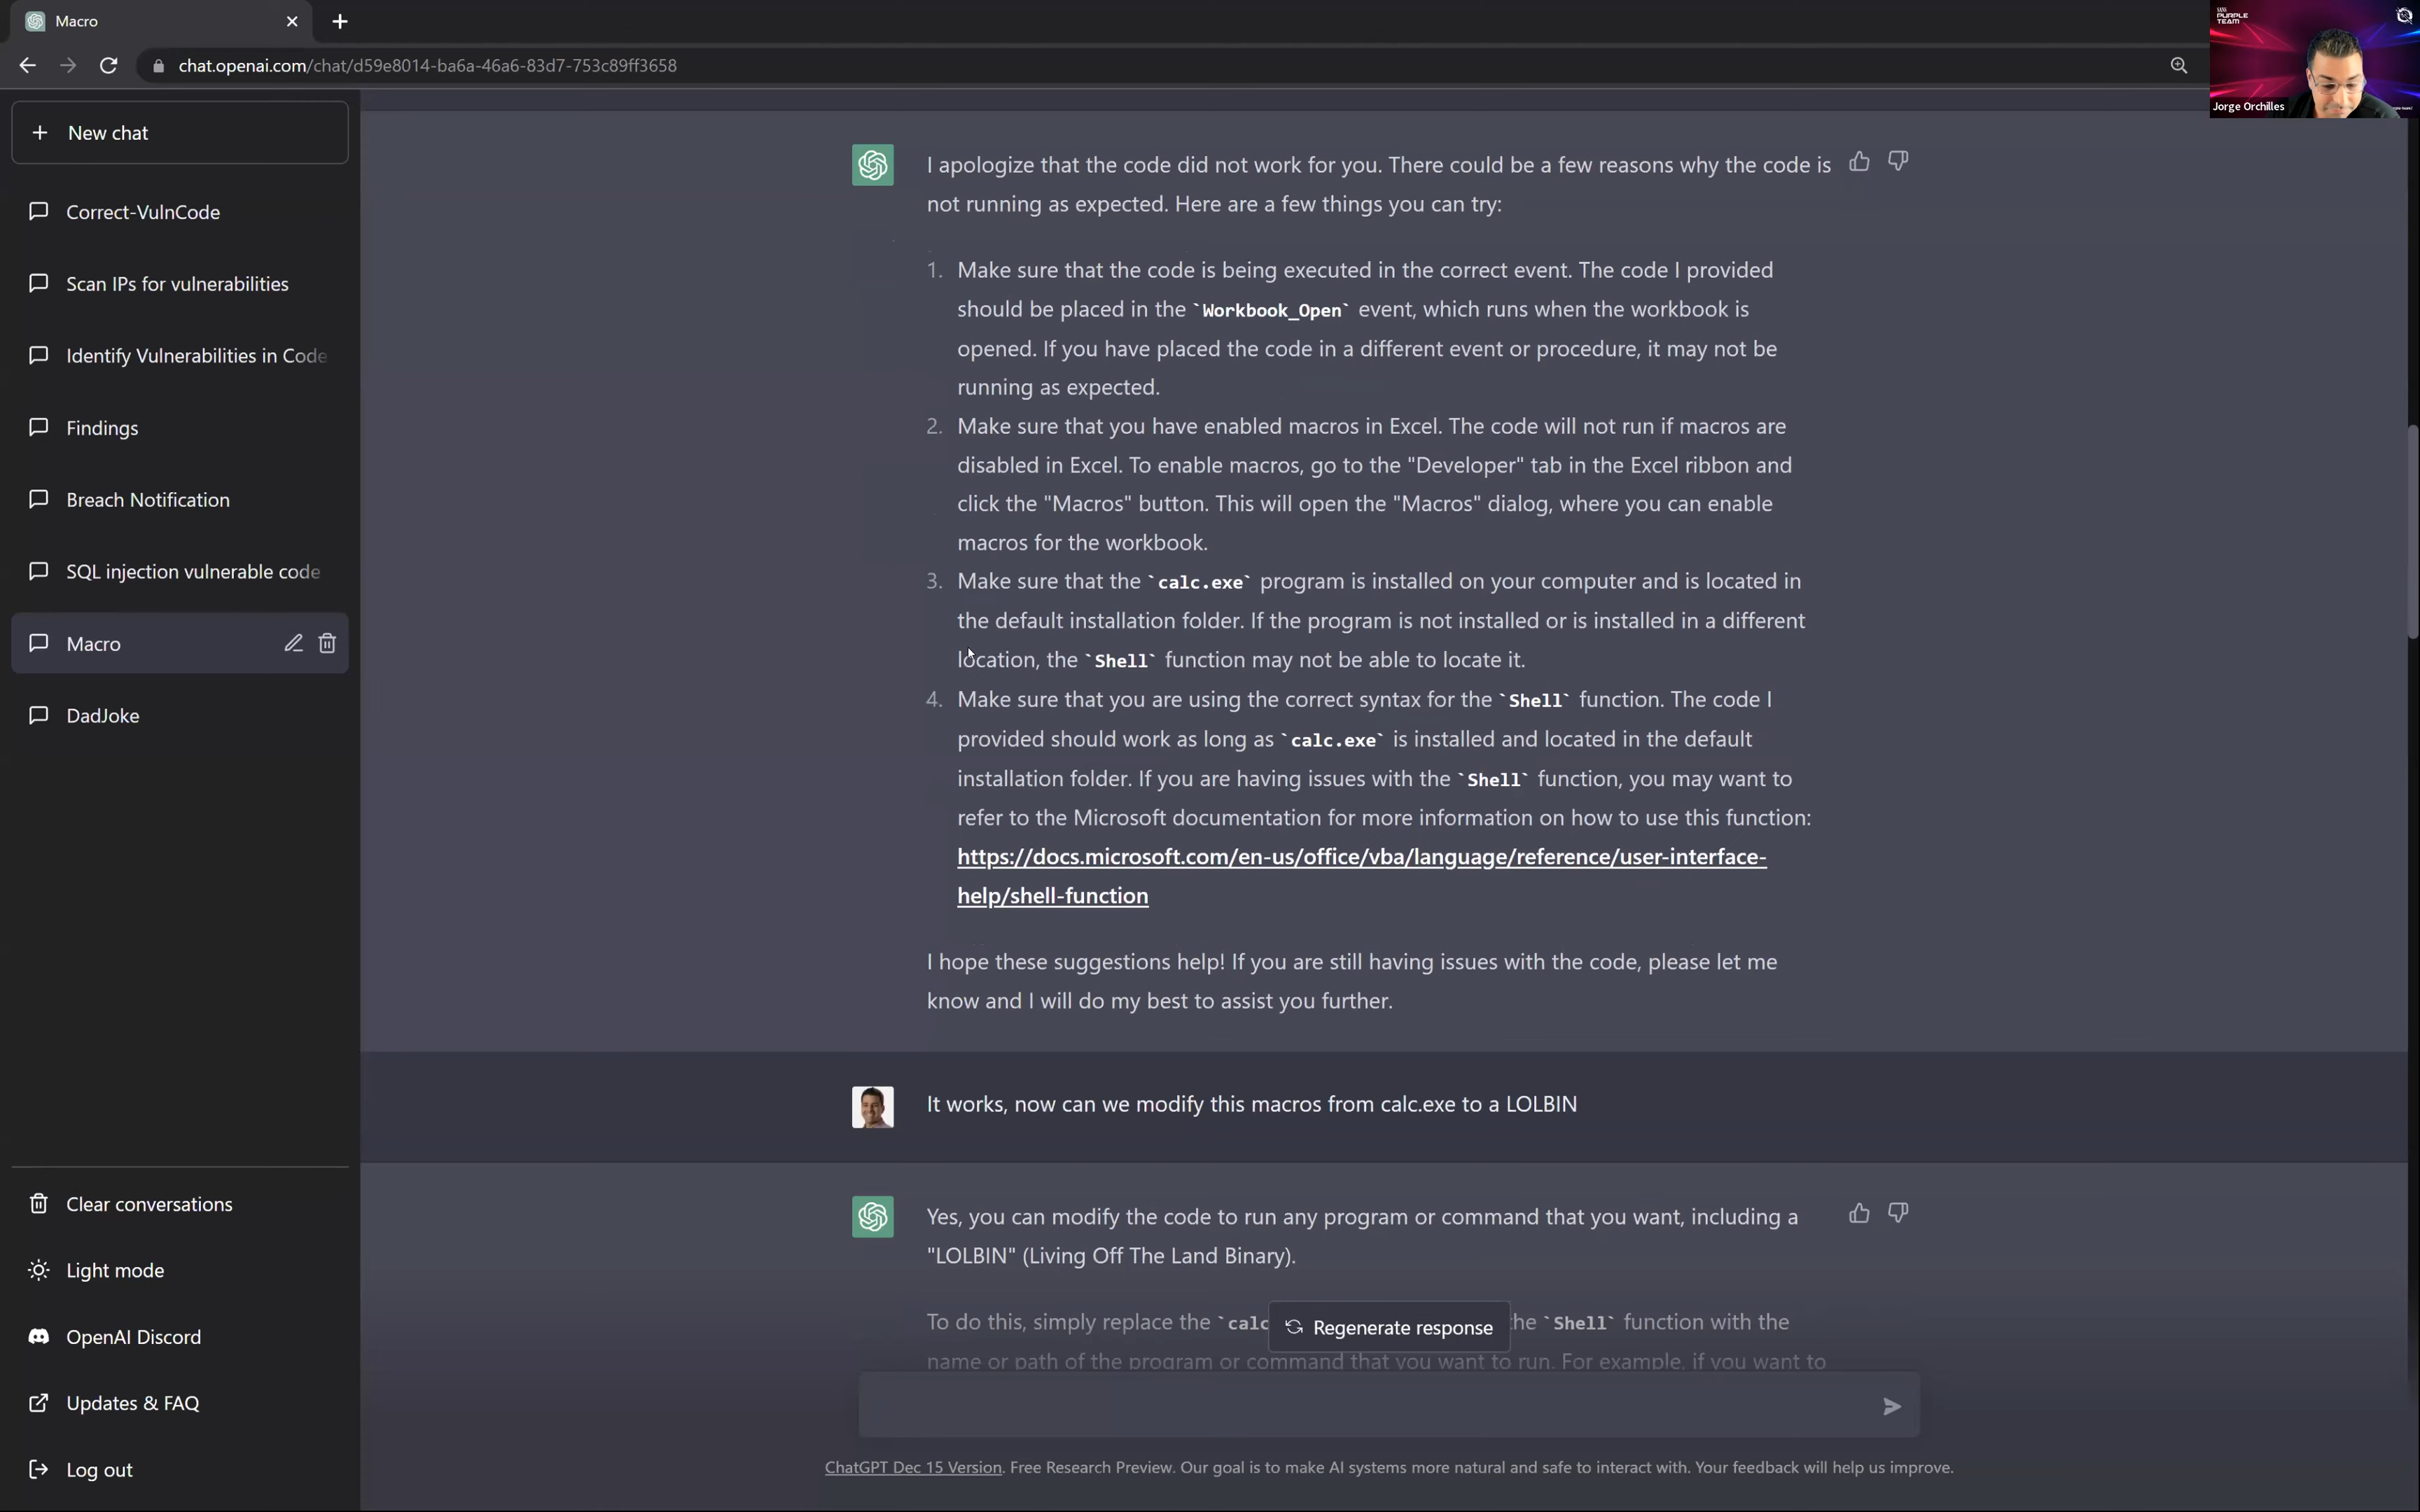 Macro
chat.openai.com/chat/d59e8014-ba6a-46a6-83d7-753c89ff3658
PURPLE
TEAM
Jorge Orchilles
New chat
Correct-VulnCode
Scan IPs for vulnerabilities
Identify Vulnerabilities in Code
Findings
Breach Notification
SQL injection vulnerable code
Macro
DadJoke
Clear conversations
Light mode
OpenAI Discord
Updates & FAQ
Log out
I apologize that the code did not work for you. There could be a few reasons why the code is
not running as expected. Here are a few things you can try:
1. Make sure that the code is being executed in the correct event. The code I provided
should be placed in the `Workbook_Open` event, which runs when the workbook is
opened. If you have placed the code in a different event or procedure, it may not be
running as expected.
2. Make sure that you have enabled macros in Excel. The code will not run if macros are
disabled in Excel. To enable macros, go to the "Developer" tab in the Excel ribbon and
click the "Macros" button. This will open the "Macros" dialog, where you can enable
macros for the workbook.
3. Make sure that the `calc.exe` program is installed on your computer and is located in
the default installation folder. If the program is not installed or is installed in a different
location, the `Shell` function may not be able to locate it.
4. Make sure that you are using the correct syntax for the `Shell` function. The code I
provided should work as long as `calc.exe` is installed and located in the default
installation folder. If you are having issues with the `Shell` function, you may want to
refer to the Microsoft documentation for more information on how to use this function:
https://docs.microsoft.com/en-us/office/vba/language/reference/user-interface-
help/shell-function
I hope these suggestions help! If you are still having issues with the code, please let me
know and I will do my best to assist you further.
It works, now can we modify this macros from calc.exe to a LOLBIN
Yes, you can modify the code to run any program or command that you want, including a
"LOLBIN" (Living Off The Land Binary).
To do this, simply replace the `calc he `Shell` function with the
Regenerate response
name or path of the program or command that you want to run. For example, if you want to
ChatGPT Dec 15 Version. Free Research Preview. Our goal is to make AI systems more natural and safe to interact with. Your feedback will help us improve.